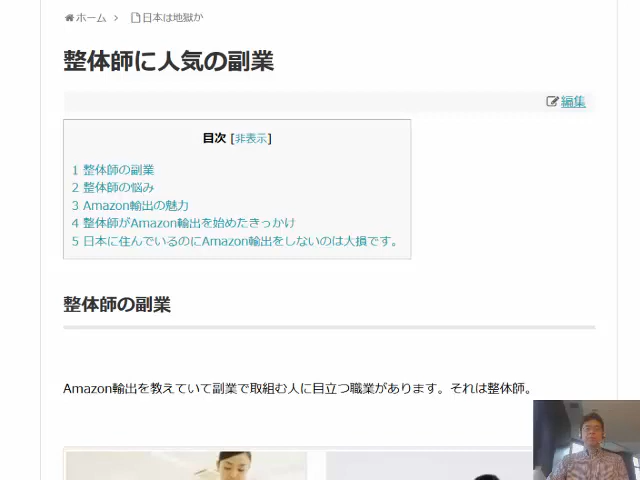 ホーム > 日本は地獄か
整体師に人気の副業
編集
目次 [非表示]
1 整体師の副業
2 整体師の悩み
3 Amazon輸出の魅力
4 整体師がAmazon輸出を始めたきっかけ
5 日本に住んでいるのにAmazon輸出をしないのは大損です。
整体師の副業
Amazon輸出を教えていて副業で取組む人に目立つ職業があります。それは整体師。